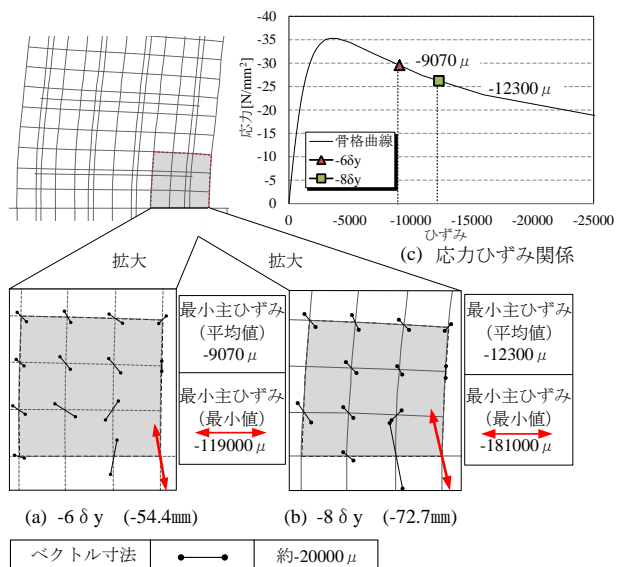 -40
-35
-30
-25
-20
-15
-10
-5
0
応力[N/mm²]
-9070
-12300
骨格曲線
-6δy
-8δy
0 -5000 -10000 -15000 -20000 -25000
ひずみ
(c) 応力ひずみ関係
拡大
拡大
最小主ひずみ
(平均値)
-9070μ
最小主ひずみ
(最小値)
-119000μ
最小主ひずみ
(平均値)
-12300μ
最小主ひずみ
(最小値)
-181000μ
(a) -6δy (-54.4㎜)
(b) -8δy (-72.7㎜)
ベクトル寸法 約-20000μ